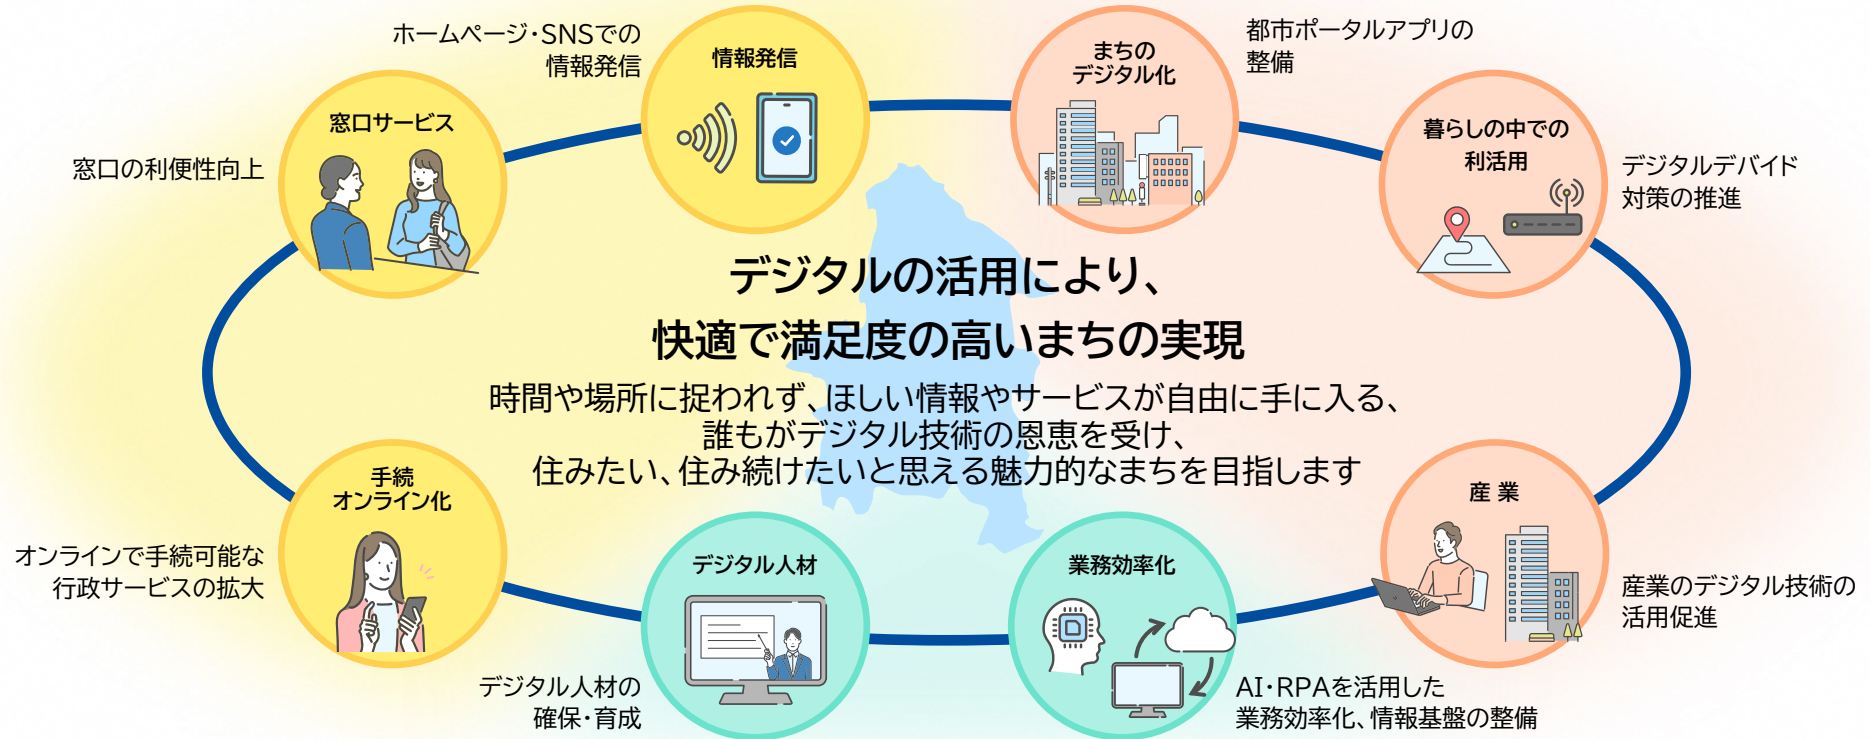 ホームページ・SNSでの
情報発信
情報発信
まちの
デジタル化
都市ポータルアプリの
整備
窓口サービス
窓口の利便性向上
暮らしの中での
利活用
デジタルデバイド
対策の推進
デジタルの活用により、
快適で満足度の高いまちの実現
時間や場所に捉われず、ほしい情報やサービスが自由に手に入る、
誰もがデジタル技術の恩恵を受け、
住みたい、住み続けたいと思える魅力的なまちを目指します
手続
オンライン化
オンラインで手続可能な
行政サービスの拡大
デジタル人材
デジタル人材の
確保・育成
業務効率化
AI・RPAを活用した
業務効率化、情報基盤の整備
産 業
産業のデジタル技術の
活用促進